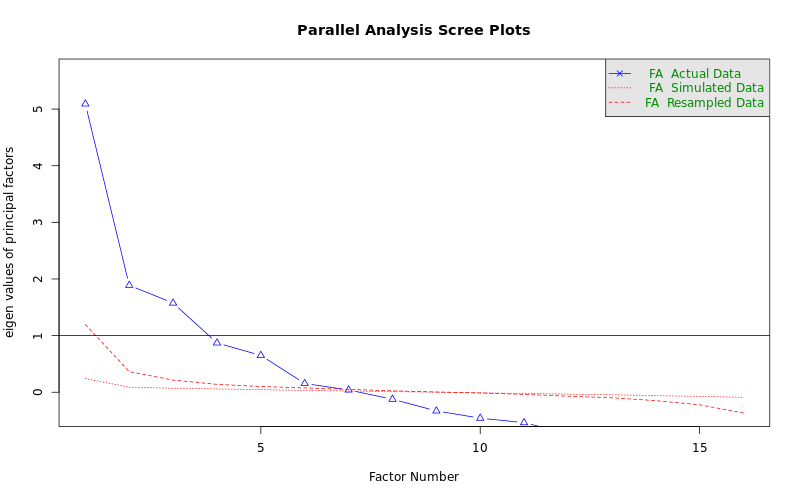 Parallel Analysis Scree Plots
FA Actual Data
FA Simulated Data
FA Resampled Data
eigen values of principal factors
5
4
3
2
1
0
5
10
15
Factor Number